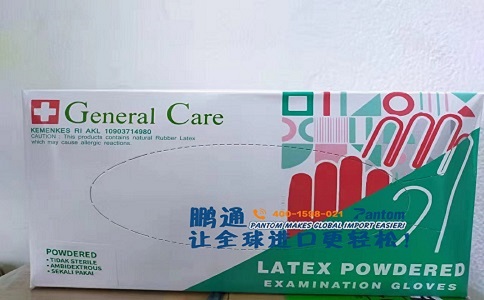 General Care
KEMENKES RI AKL 10903714980
CAUTION : This products contains natural Rubber Latex
which may cause allergic reactions.
鹏通 400-1588-021 Pantom
PANTOM MAKES GLOBAL IMPORT EASIER!
让全球进口更轻松!
POWDERED
• TIDAK STERILE
• AMBIDEXTROUS
• SEKALI PAKAI
LATEX POWDERED
EXAMINATION GLOVES